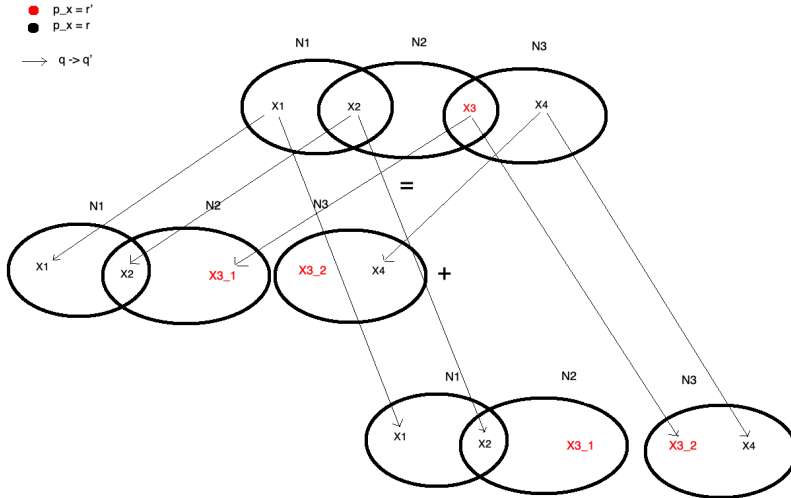 p_x = r'
p_x = r
q -> q'
N1 N2 N3
X1 X2 X3 X4
=
N1 N2 N3
X1 X2 X3_1 X3_2 X4
+
N1 N2 N3
X1 X2 X3_1 X3_2 X4